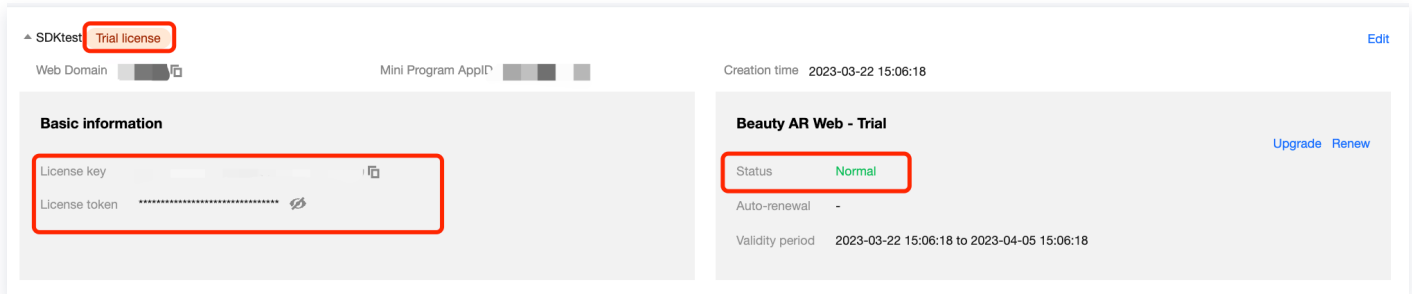 SDKtest Trial license
Edit
Web Domain
Mini Program AppID
Creation time 2023-03-22 15:06:18
Basic information
License key
License token ********************************
Beauty AR Web - Trial
Upgrade Renew
Status Normal
Auto-renewal -
Validity period 2023-03-22 15:06:18 to 2023-04-05 15:06:18